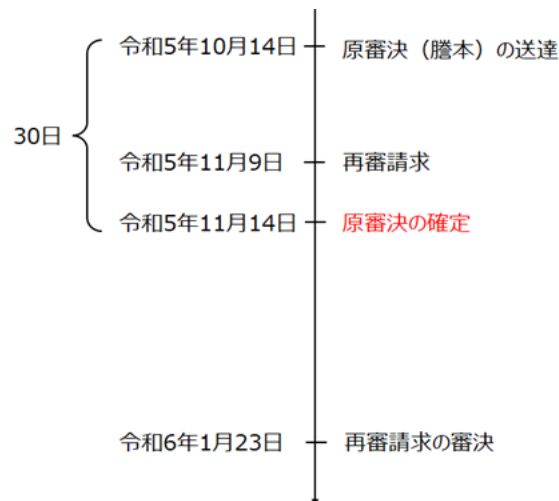 令和5年10月14日 原審決（謄本）の送達
30日
令和5年11月9日 再審請求
令和5年11月14日 原審決の確定
令和6年1月23日 再審請求の審決